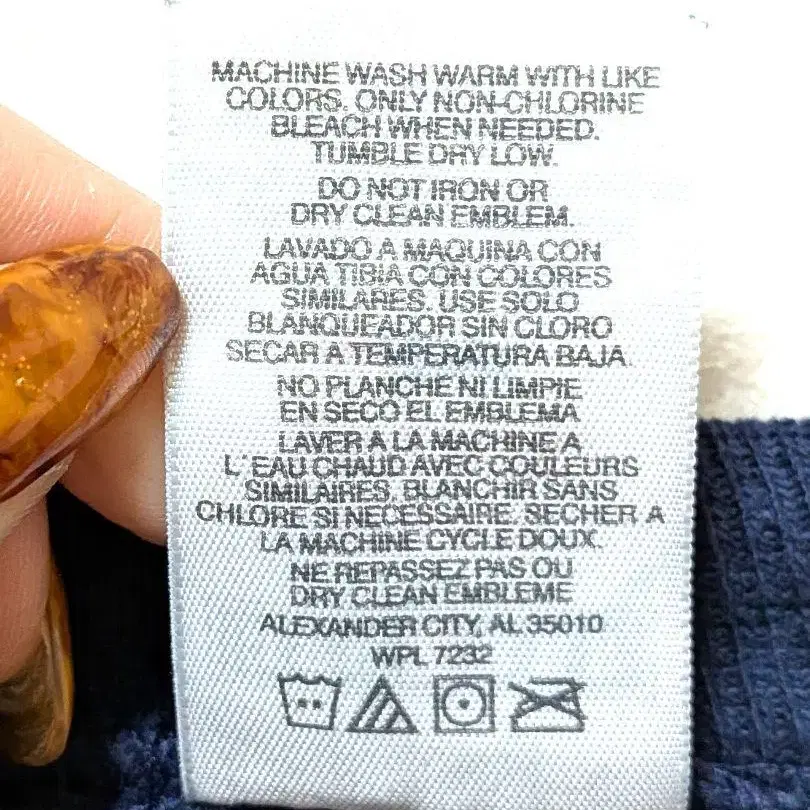 MACHINE WASH WARM WITH LIKE
COLORS. ONLY NON-CHLORINE
BLEACH WHEN NEEDED.
TUMBLE DRY LOW.
DO NOT IRON OR
DRY CLEAN EMBLEM.
LAVADO A MAQUINA CON
AGUA TIBIA CON COLORES
SIMILARES. USE SOLO
BLANQUEADOR SIN CLORO
SECAR A TEMPERATURA BAJA.
NO PLANCHE NI LIMPIE
EN SECO EL EMBLEMA
LAVER A LA MACHINE A
L'EAU CHAUD AVEC COULEURS
SIMILAIRES. BLANCHIR SANS
CHLORE SI NECESSAIRE. SECHER A
LA MACHINE CYCLE DOUX.
NE REPASSEZ PAS OU
DRY CLEAN EMBLEME
ALEXANDER CITY, AL 35010
WPL 7232